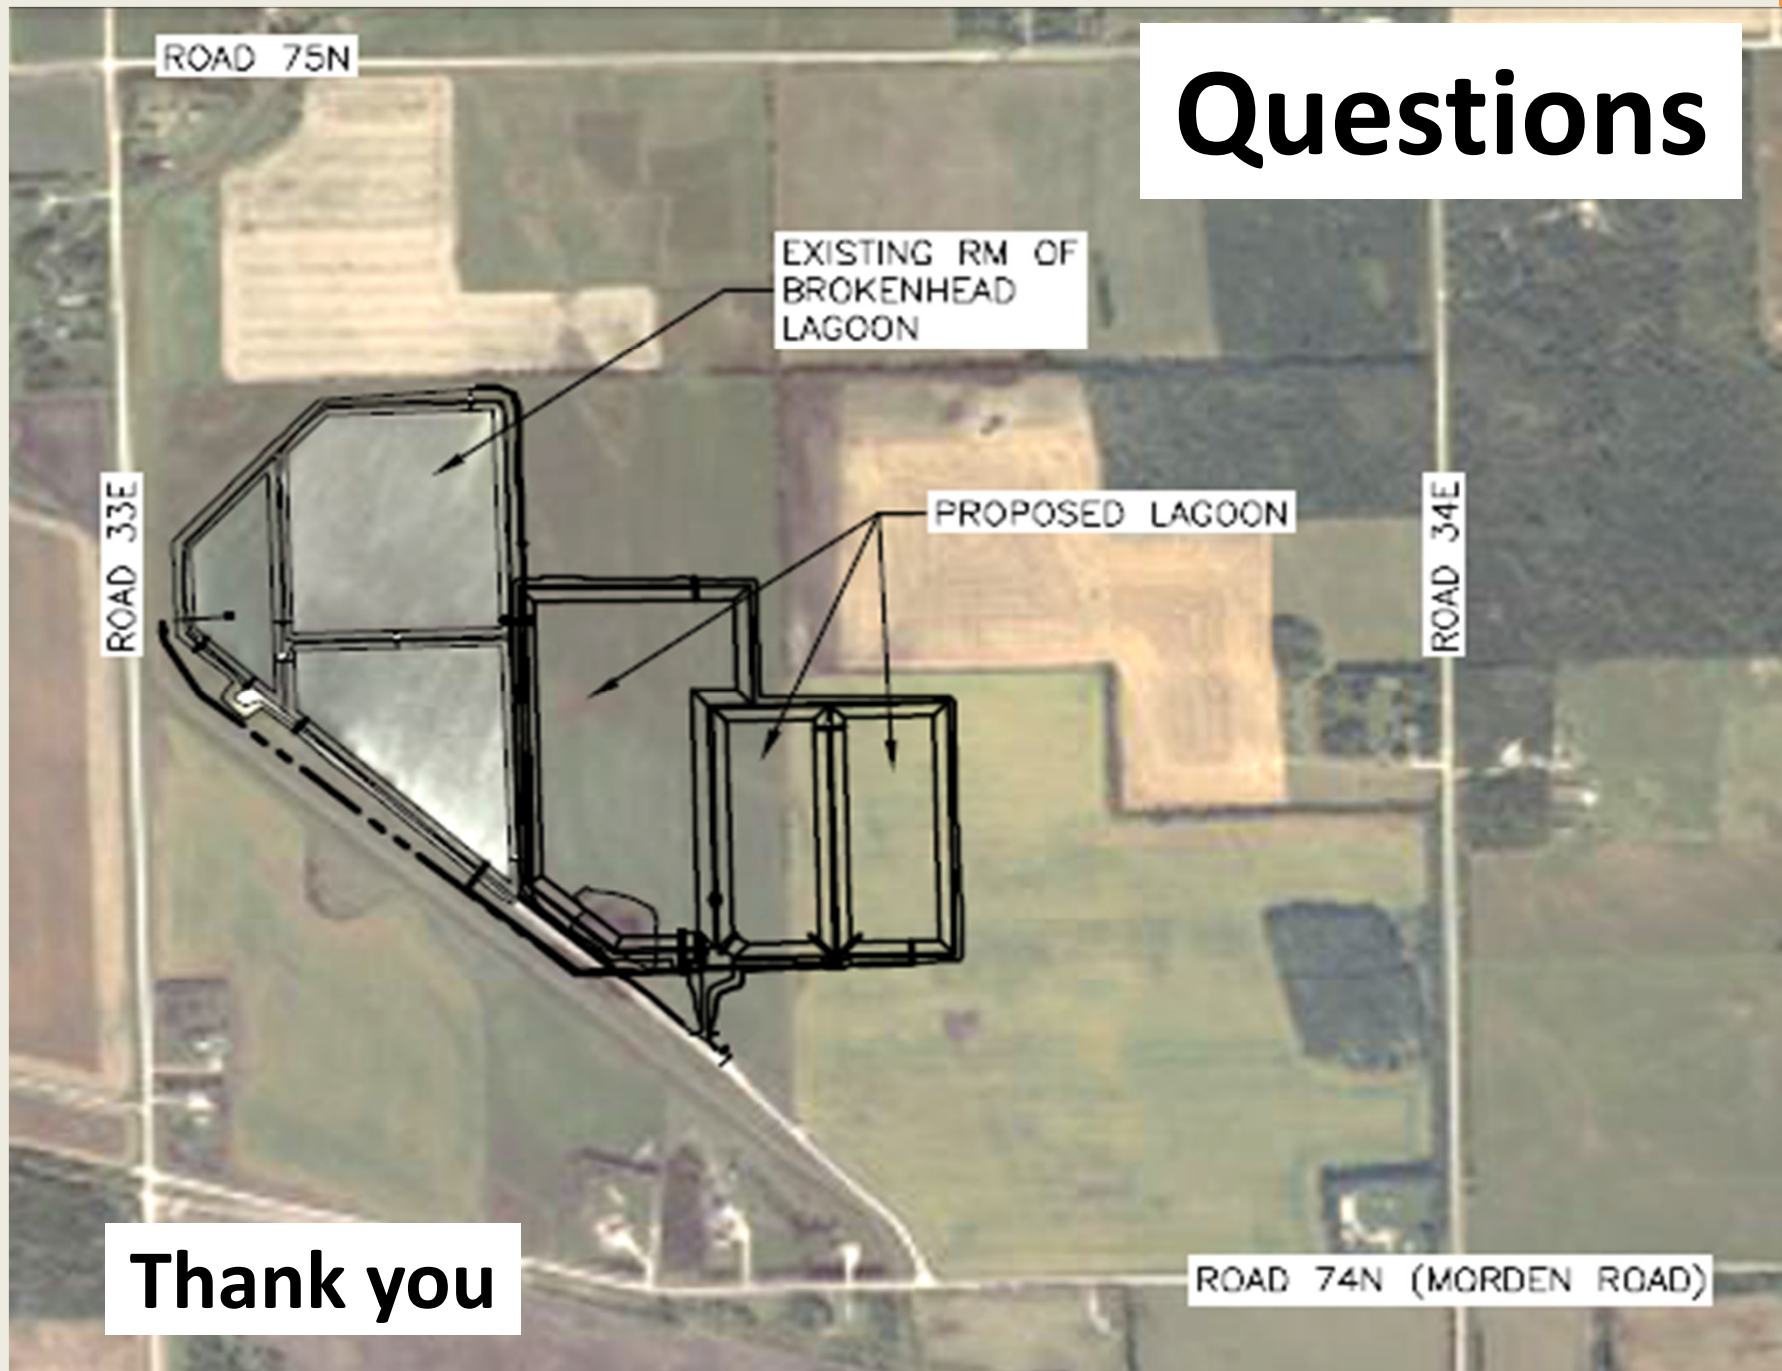 ROAD 75N
Questions
EXISTING RM OF
BROKENHEAD
LAGOON
ROAD 33E
PROPOSED LAGOON
ROAD 34E
Thank you
ROAD 74N (MORDEN ROAD)